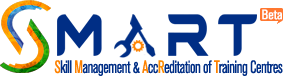 SMART
Beta
Skill Management & AccReditation of Training Centres